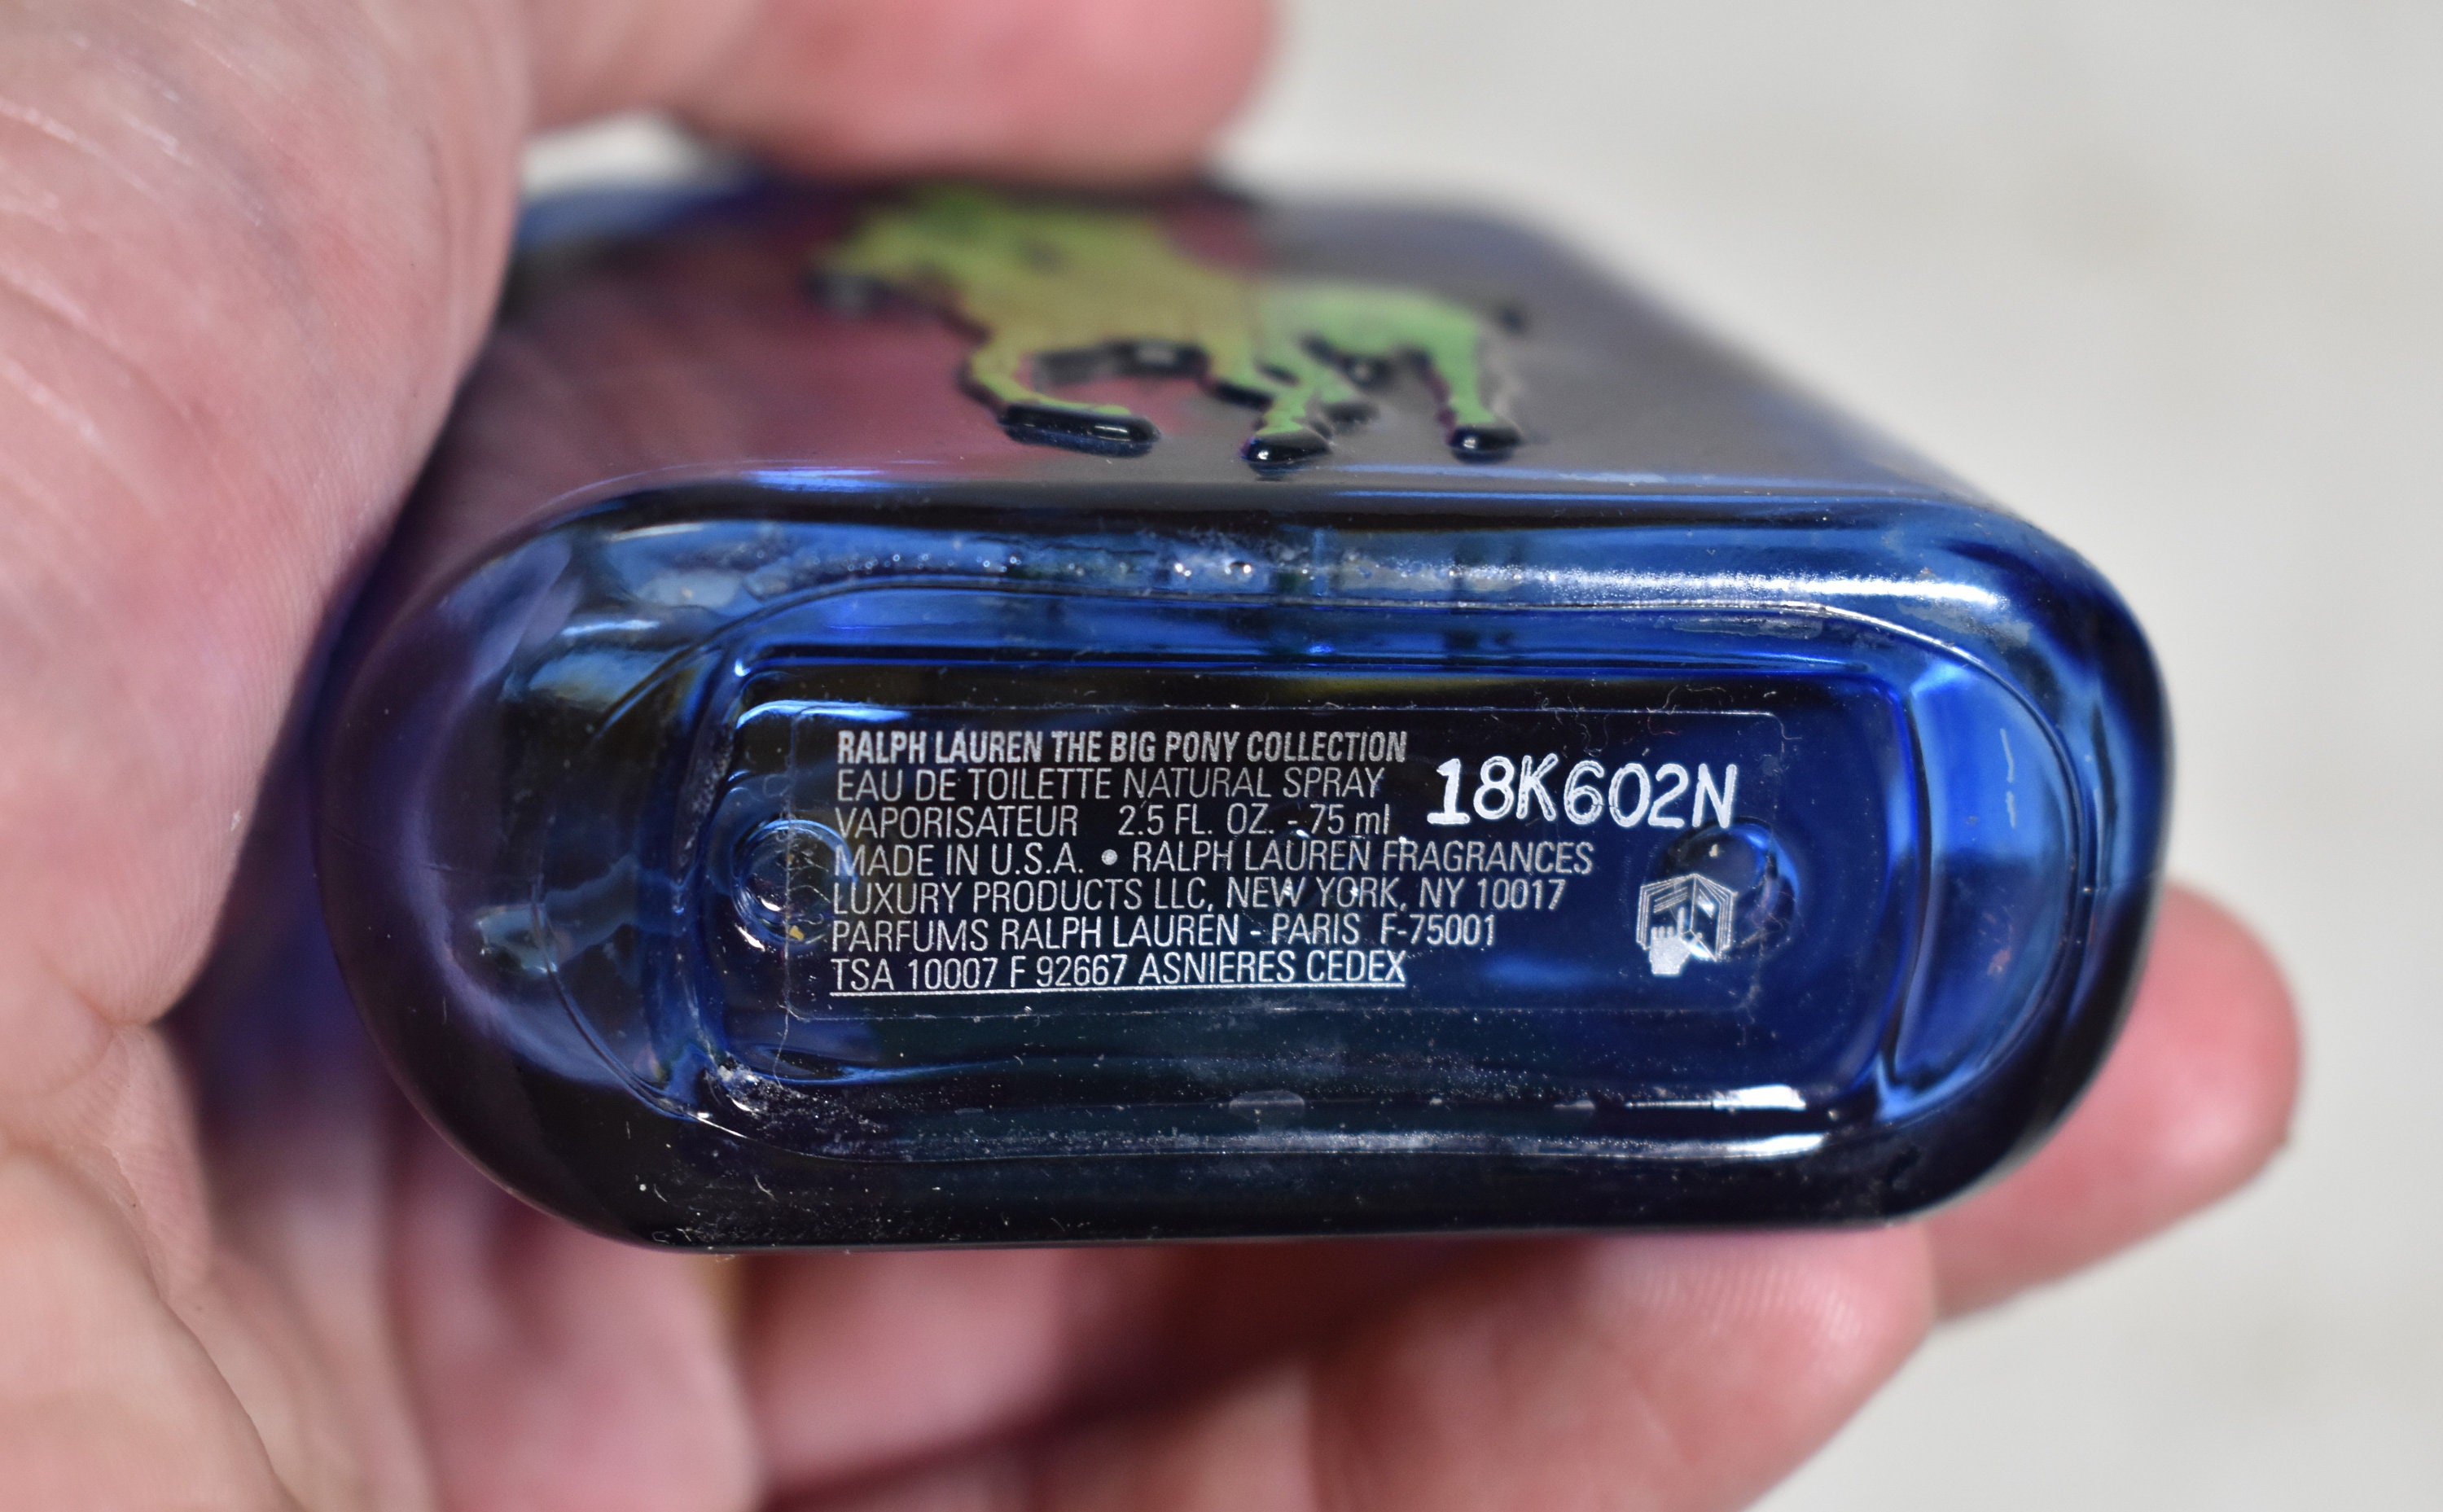 RALPH LAUREN THE BIG PONY COLLECTION
EAU DE TOILETTE NATURAL SPRAY
18K602N
VAPORISATEUR 2.5 FL. OZ. - 75 ml
MADE IN U.S.A. • RALPH LAUREN FRAGRANCES
LUXURY PRODUCTS LLC, NEW YORK, NY 10017
PARFUMS RALPH LAUREN - PARIS F-75001
TSA 10007 F 92667 ASNIERES CEDEX